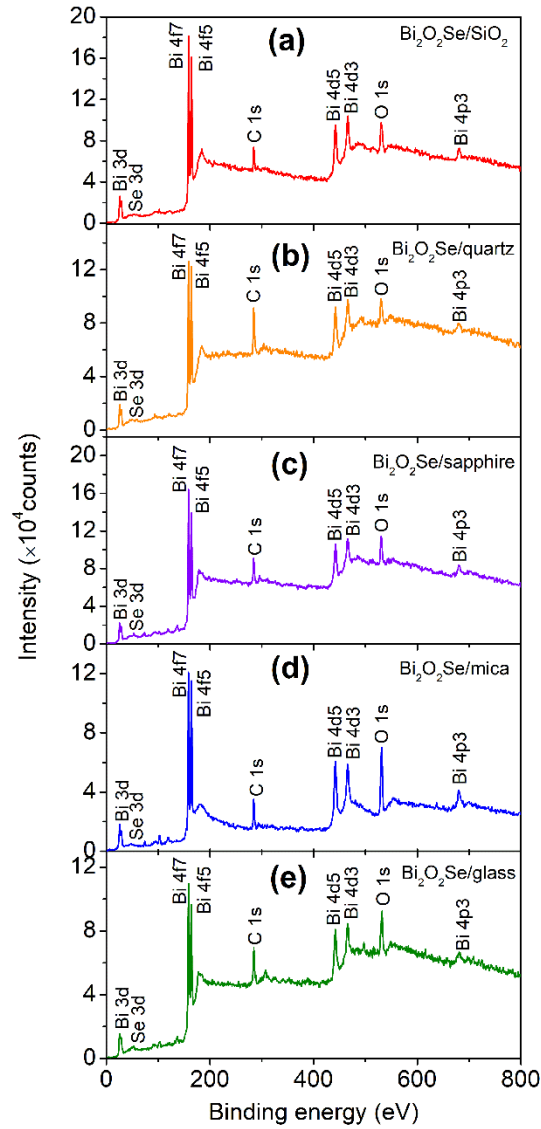 Intensity (×10⁴counts)
(a)
Bi₂O₂Se/SiO₂
Bi 3d
Se 3d
Bi 4f7
Bi 4f5
C 1s
Bi 4d5
Bi 4d3
O 1s
Bi 4p3
20
16
12
8
4
0
(b)
Bi₂O₂Se/quartz
Bi 3d
Se 3d
Bi 4f7
Bi 4f5
C 1s
Bi 4d5
Bi 4d3
O 1s
Bi 4p3
12
8
4
0
(c)
Bi₂O₂Se/sapphire
Bi 3d
Se 3d
Bi 4f7
Bi 4f5
C 1s
Bi 4d5
Bi 4d3
O 1s
Bi 4p3
20
16
12
8
4
0
(d)
Bi₂O₂Se/mica
Bi 3d
Se 3d
Bi 4f7
Bi 4f5
C 1s
Bi 4d5
Bi 4d3
O 1s
Bi 4p3
12
8
4
0
(e)
Bi₂O₂Se/glass
Bi 3d
Se 3d
Bi 4f7
Bi 4f5
C 1s
Bi 4d5
Bi 4d3
O 1s
Bi 4p3
12
8
4
0
0 200 400 600 800
Binding energy (eV)